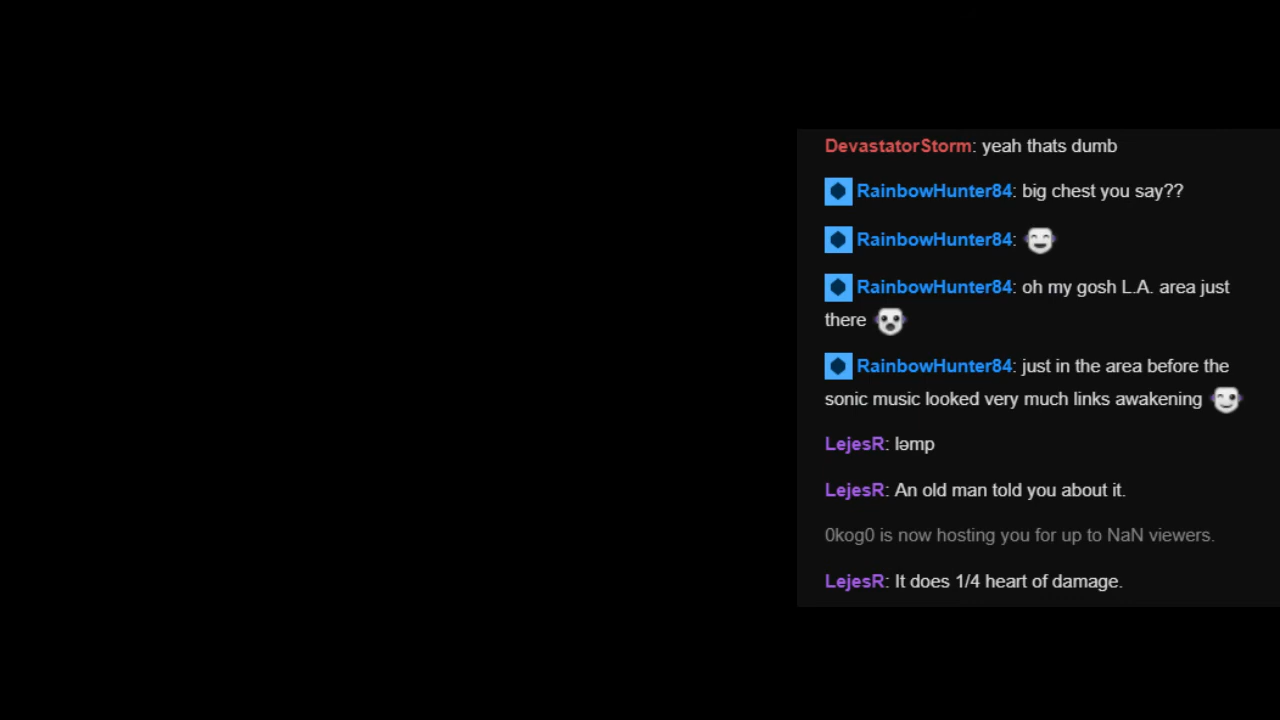 DevastatorStorm: yeah thats dumb
RainbowHunter84: big chest you say??
RainbowHunter84:
RainbowHunter84: oh my gosh L.A. area just
there
RainbowHunter84: just in the area before the
sonic music looked very much links awakening
LejesR: ləmp
LejesR: An old man told you about it.
0kog0 is now hosting you for up to NaN viewers.
LejesR: It does 1/4 heart of damage.